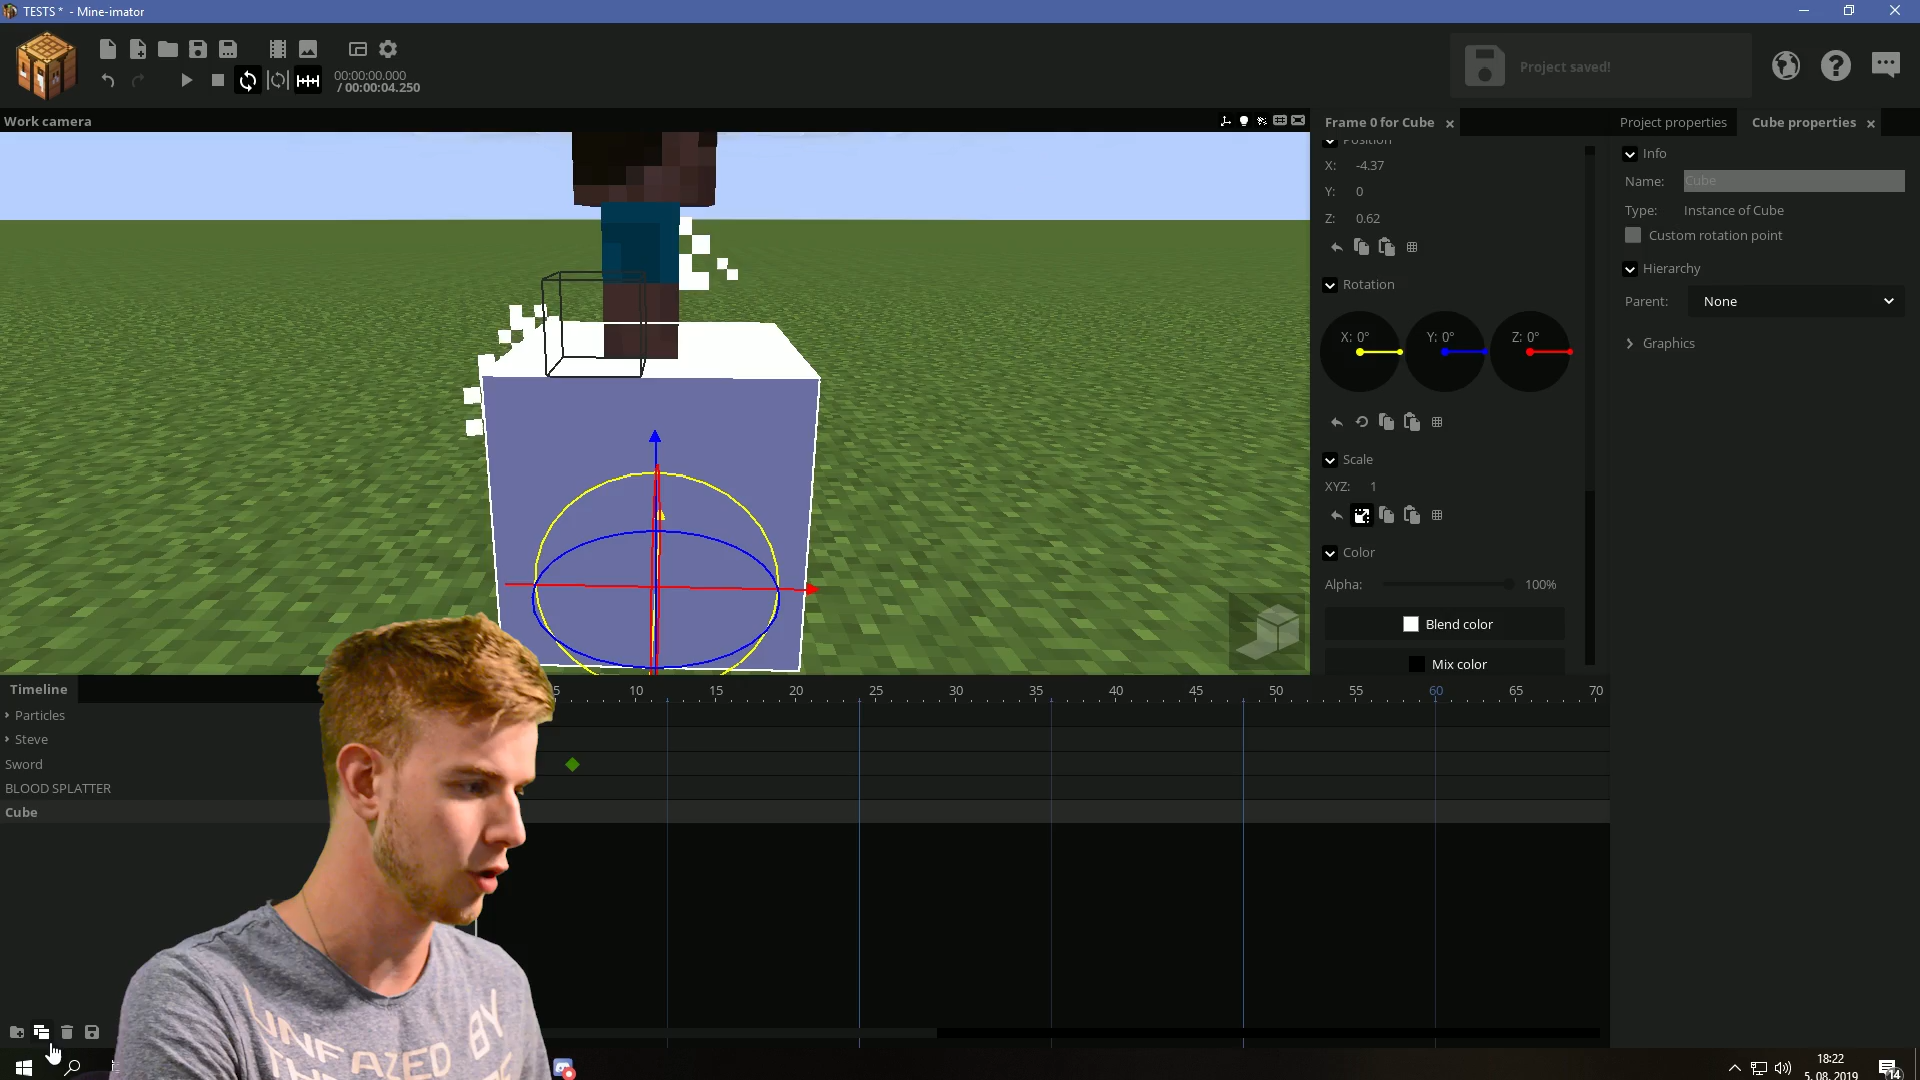 TESTS * - Mine-imator
00:00:00.000
/ 00:00:04.250
Project saved!
Work camera
Frame 0 for Cube
Project properties
Cube properties
Position
X: -4.37
Y: 0
Z: 0.62
Rotation
X: 0°
Y: 0°
Z: 0°
Scale
XYZ: 1
Color
Alpha: 100%
Blend color
Mix color
Info
Name: Cube
Type: Instance of Cube
Custom rotation point
Hierarchy
Parent: None
Graphics
Timeline
5 10 15 20 25 30 35 40 45 50 55 60 65 70
Particles
Steve
Sword
BLOOD SPLATTER
Cube
UNFAZED BY
18:22
5. 08. 2019
14